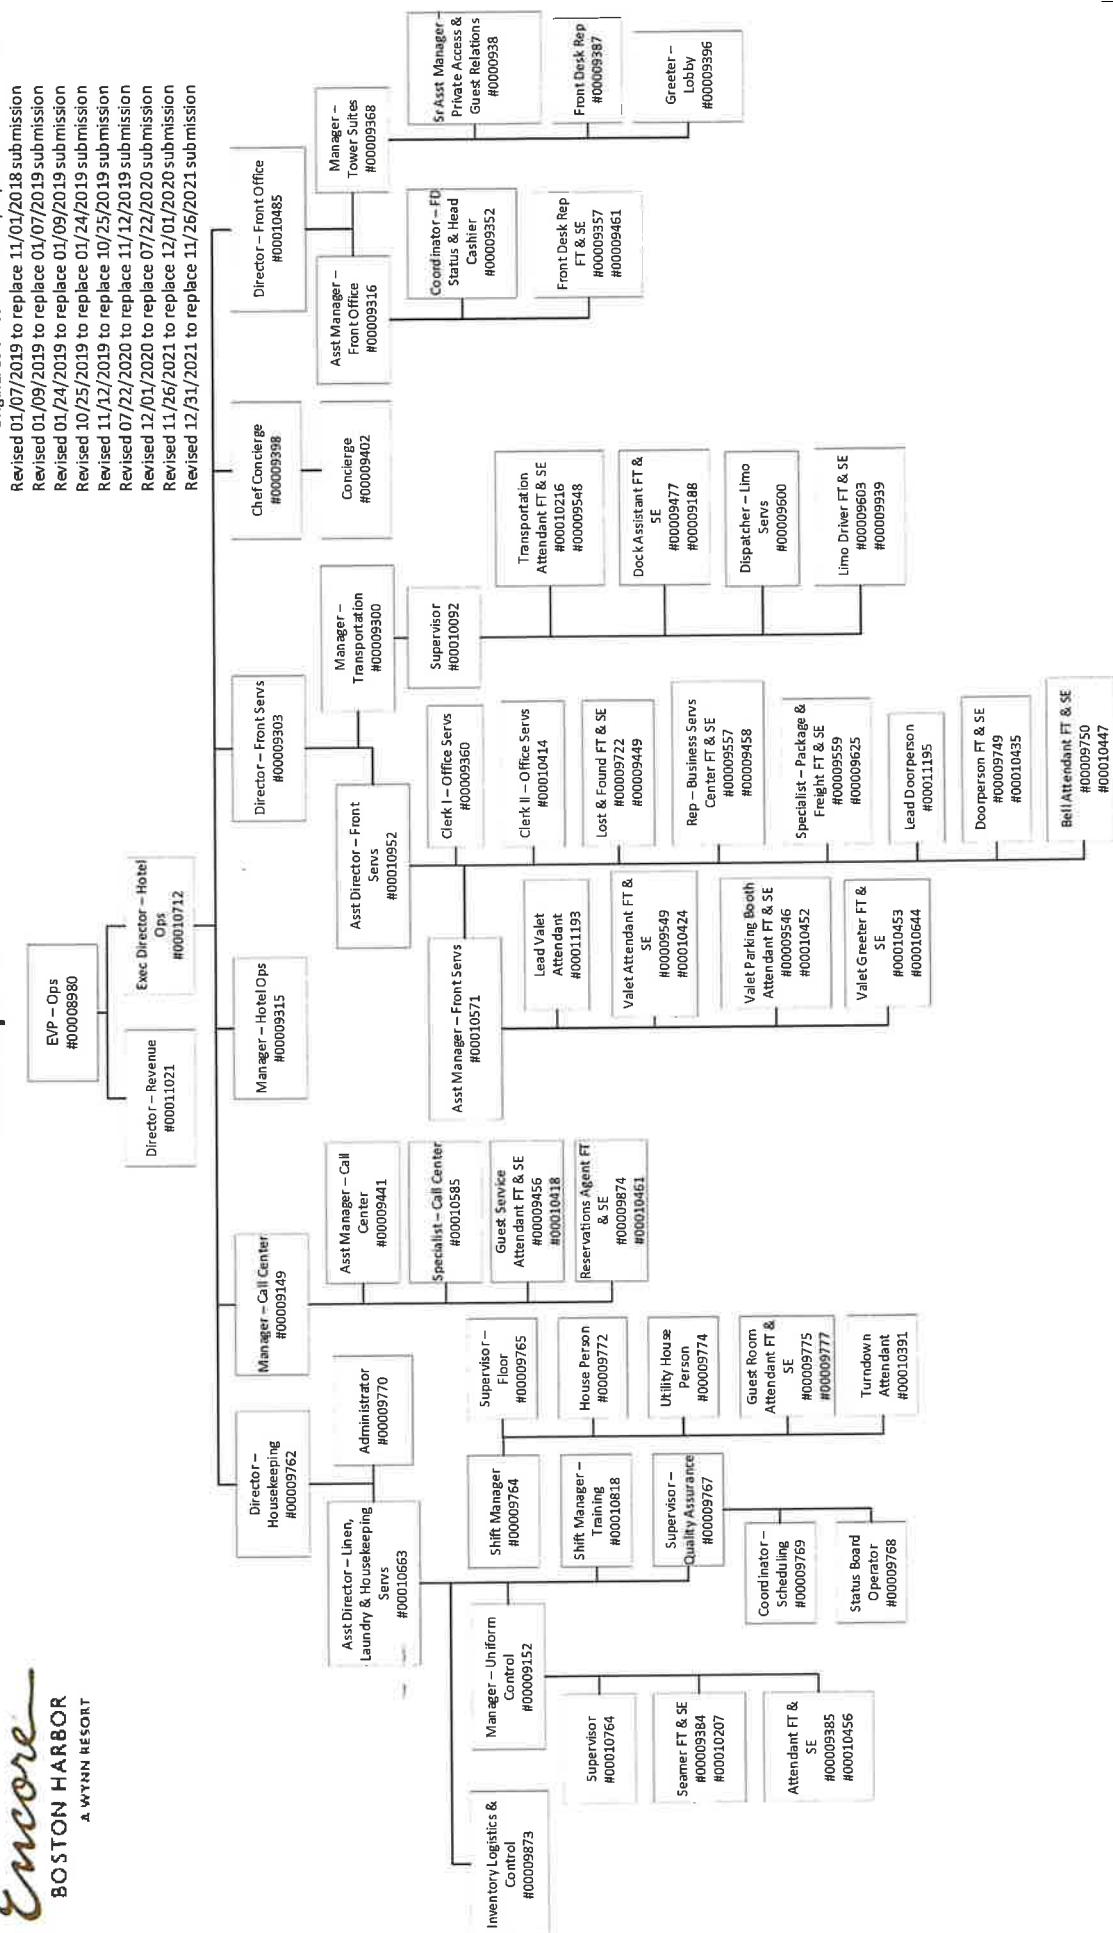 Encore
BOSTON HARBOR
A WYNN RESORT
Revised 01/07/2019 to replace 11/01/2018 submission
Revised 01/09/2019 to replace 01/07/2019 submission
Revised 01/24/2019 to replace 01/09/2019 submission
Revised 10/25/2019 to replace 01/24/2019 submission
Revised 11/12/2019 to replace 10/25/2019 submission
Revised 07/22/2020 to replace 11/12/2019 submission
Revised 12/01/2020 to replace 07/22/2020 submission
Revised 11/26/2021 to replace 12/01/2020 submission
Revised 12/31/2021 to replace 11/26/2021 submission
EVP – Ops
#00008980
Director – Revenue
#00011021
Exec Director – Hotel
Ops
#00010712
Director –
Housekeeping
#00009762
Manager – Call Center
#00009149
Manager – Hotel Ops
#00009315
Director – Front Servs
#00009303
Chef Concierge
#00009398
Director – Front Office
#00010485
Asst Director – Linen,
Laundry & Housekeeping
Servs
#00010663
Administrator
#00009770
Inventory Logistics &
Control
#00009873
Manager – Uniform
Control
#00009152
Supervisor
#00010764
Seamer FT & SE
#00009384
#00010207
Attendant FT &
SE
#00009385
#00010456
Shift Manager
#00009764
Shift Manager –
Training
#00010818
Supervisor –
Quality Assurance
#00009767
Coordinator –
Scheduling
#00009769
Status Board
Operator
#00009768
Supervisor –
Floor
#00009765
House Person
#00009772
Utility House
Person
#00009774
Guest Room
Attendant FT &
SE
#00009775
#00009777
Turndown
Attendant
#00010391
Asst Manager – Call
Center
#00009441
Specialist – Call Center
#00010585
Guest Service
Attendant FT & SE
#00009456
#00010418
Reservations Agent FT
& SE
#00009874
#00010461
Asst Director – Front
Servs
#00010952
Asst Manager – Front Servs
#00010571
Lead Valet
Attendant
#00011193
Valet Attendant FT &
SE
#00009549
#00010424
Valet Parking Booth
Attendant FT & SE
#00009546
#00010452
Valet Greeter FT &
SE
#00010453
#00010644
Clerk I – Office Servs
#00009360
Clerk II – Office Servs
#00010414
Lost & Found FT & SE
#00009722
#00009449
Rep – Business Servs
Center FT & SE
#00009557
#00009458
Specialist – Package &
Freight FT & SE
#00009559
#00009625
Lead Doorperson
#00011195
Doorperson FT & SE
#00009749
#00010435
Bell Attendant FT & SE
#00009750
#00010447
Manager –
Transportation
#00009300
Supervisor
#00010092
Transportation
Attendant FT & SE
#00010216
#00009548
Dock Assistant FT &
SE
#00009477
#00009188
Dispatcher – Limo
Servs
#00009600
Limo Driver FT & SE
#00009603
#00009939
Concierge
#00009402
Asst Manager –
Front Office
#00009316
Coordinator – FD
Status & Head
Cashier
#00009352
Front Desk Rep
FT & SE
#00009357
#00009461
Manager –
Tower Suites
#00009368
Sr Asst Manager –
Private Access &
Guest Relations
#0000938
Front Desk Rep
#00009387
Greeter –
Lobby
#00009396